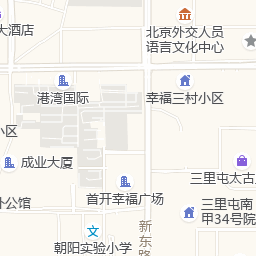 大酒店
北京外交人员
语言文化中心
港湾国际
幸福三村小区
小区
成业大厦
三里屯太古
首开幸福广场
外公馆
三里屯南
甲34号院
新东路
朝阳实验小学